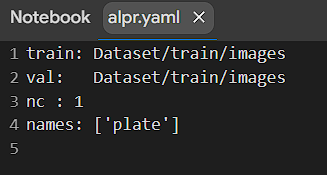 Notebook alpr.yaml ×
1 train: Dataset/train/images
2 val:   Dataset/train/images
3 nc : 1
4 names: ['plate']
5